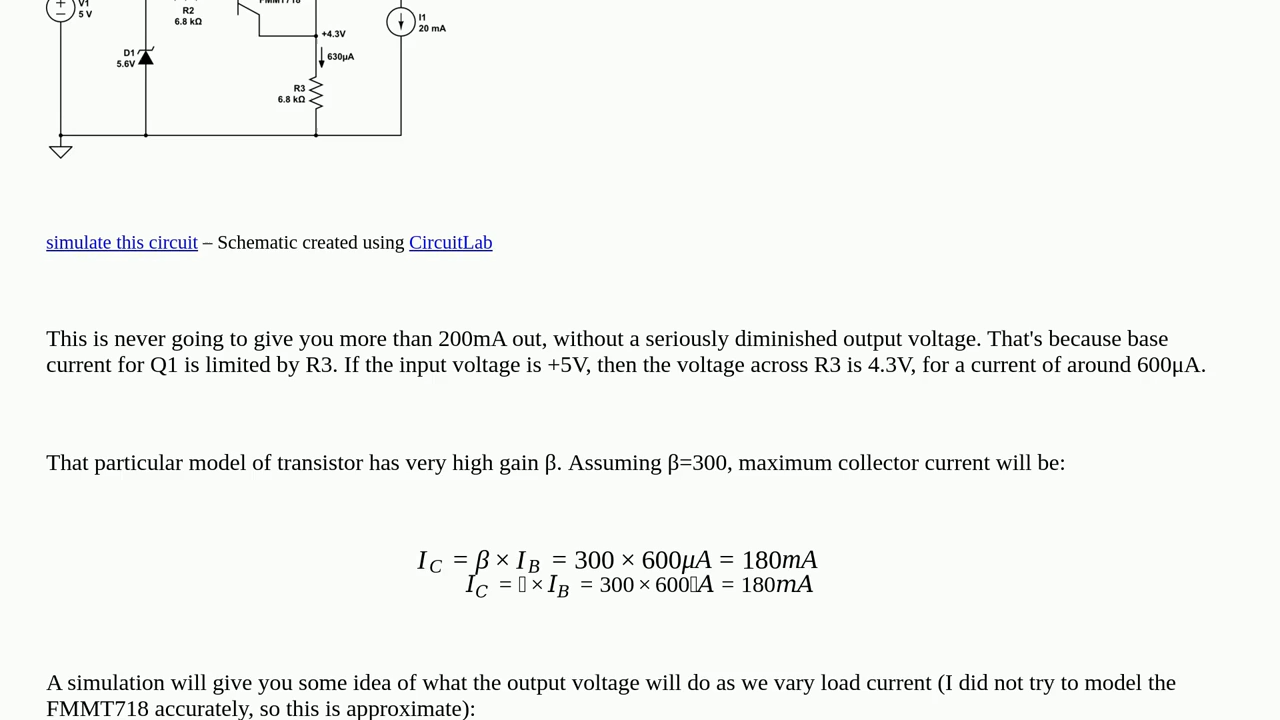 V1
5 V
R2
6.8 kΩ
FMMT718
I1
20 mA
+4.3V
D1
5.6V
630µA
R3
6.8 kΩ
simulate this circuit – Schematic created using CircuitLab
This is never going to give you more than 200mA out, without a seriously diminished output voltage. That's because base
current for Q1 is limited by R3. If the input voltage is +5V, then the voltage across R3 is 4.3V, for a current of around 600μA.
That particular model of transistor has very high gain β. Assuming β=300, maximum collector current will be:
I_C = β × I_B = 300 × 600μA = 180mA
I_C = × I_B = 300 × 600 A = 180mA
A simulation will give you some idea of what the output voltage will do as we vary load current (I did not try to model the
FMMT718 accurately, so this is approximate):